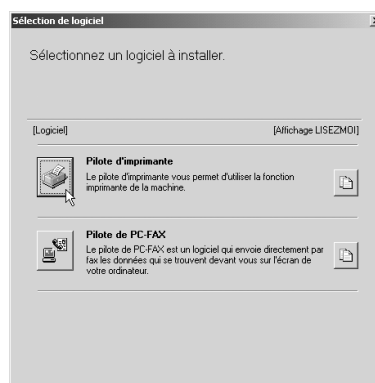 Sélection de logiciel
Sélectionnez un logiciel à installer.
[Logiciel] [Affichage LISEZMOI]
Pilote d'imprimante
Le pilote d'imprimante vous permet d'utiliser la fonction
imprimante de la machine.
Pilote de PC-FAX
Le pilote de PC-FAX est un logiciel qui envoie directement par
fax les données qui se trouvent devant vous sur l'écran de
votre ordinateur.